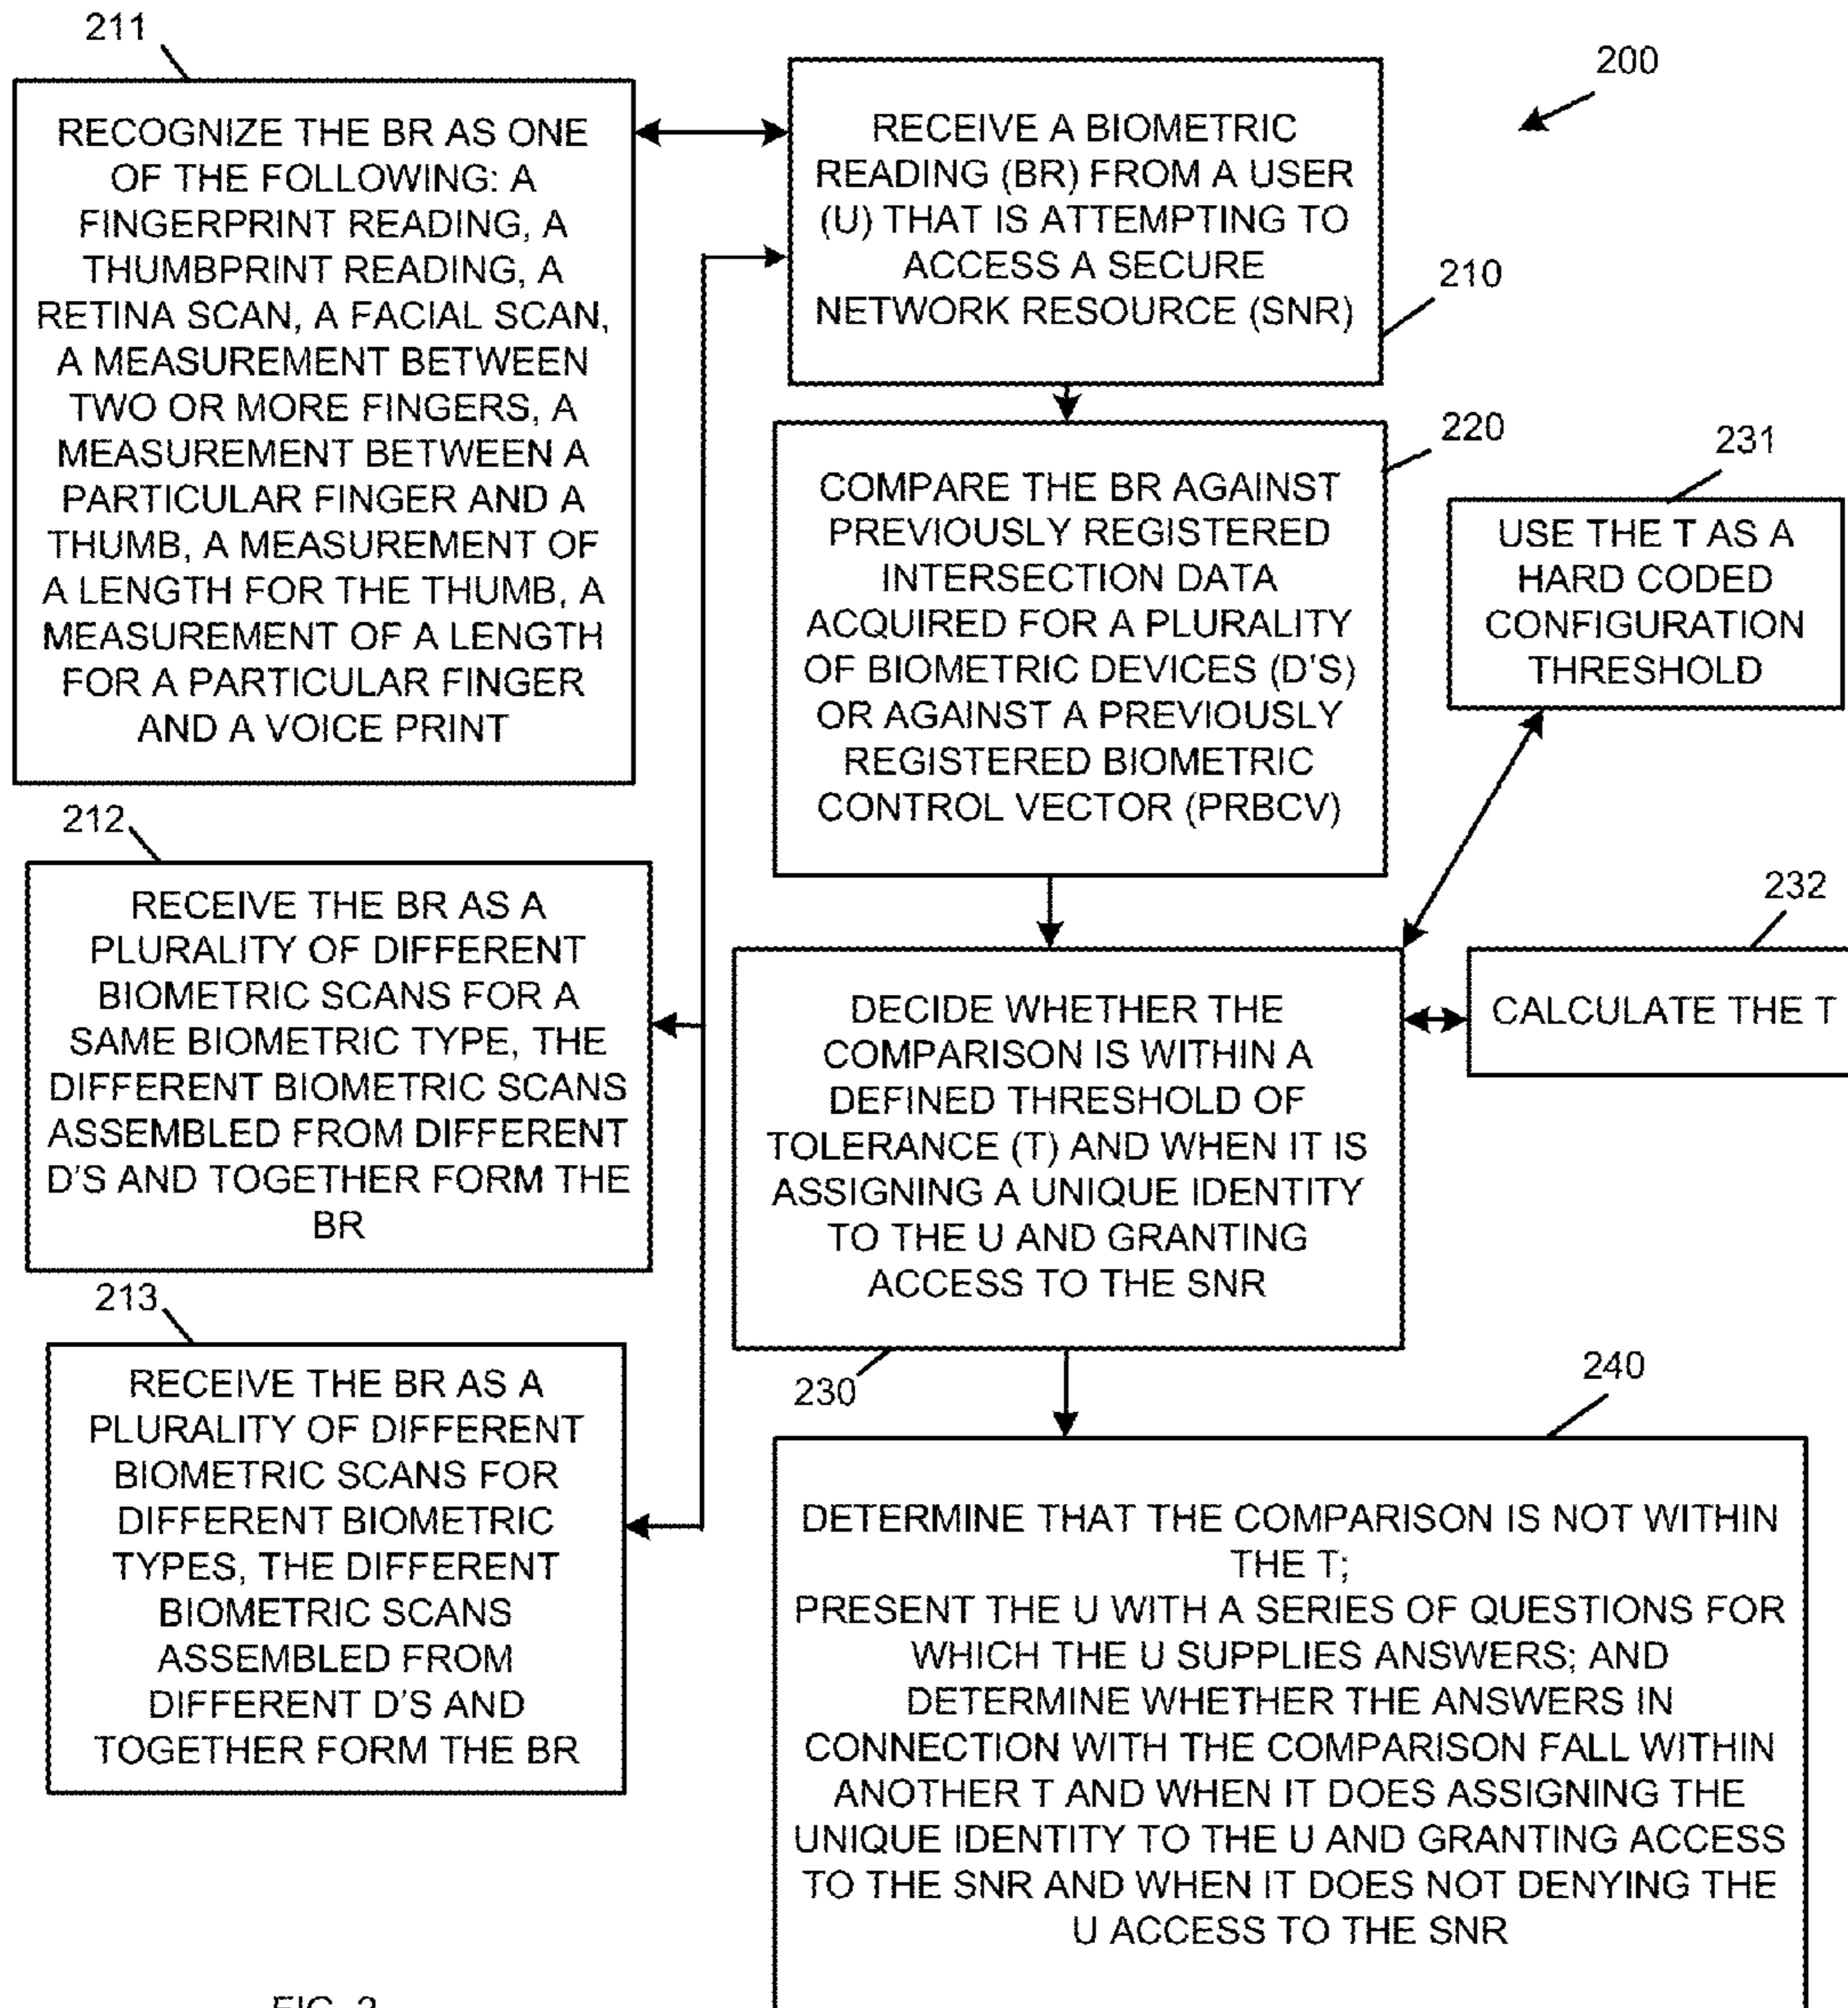 200
211
RECOGNIZE THE BR AS ONE
OF THE FOLLOWING: A
FINGERPRINT READING, A
THUMBPRINT READING, A
RETINA SCAN, A FACIAL SCAN,
A MEASUREMENT BETWEEN
TWO OR MORE FINGERS, A
MEASUREMENT BETWEEN A
PARTICULAR FINGER AND A
THUMB, A MEASUREMENT OF
A LENGTH FOR THE THUMB, A
MEASUREMENT OF A LENGTH
FOR A PARTICULAR FINGER
AND A VOICE PRINT
212
RECEIVE THE BR AS A
PLURALITY OF DIFFERENT
BIOMETRIC SCANS FOR A
SAME BIOMETRIC TYPE, THE
DIFFERENT BIOMETRIC SCANS
ASSEMBLED FROM DIFFERENT
D'S AND TOGETHER FORM THE
BR
213
RECEIVE THE BR AS A
PLURALITY OF DIFFERENT
BIOMETRIC SCANS FOR
DIFFERENT BIOMETRIC
TYPES, THE DIFFERENT
BIOMETRIC SCANS
ASSEMBLED FROM
DIFFERENT D'S AND
TOGETHER FORM THE BR
RECEIVE A BIOMETRIC
READING (BR) FROM A USER
(U) THAT IS ATTEMPTING TO
ACCESS A SECURE
NETWORK RESOURCE (SNR)
210
220
COMPARE THE BR AGAINST
PREVIOUSLY REGISTERED
INTERSECTION DATA
ACQUIRED FOR A PLURALITY
OF BIOMETRIC DEVICES (D'S)
OR AGAINST A PREVIOUSLY
REGISTERED BIOMETRIC
CONTROL VECTOR (PRBCV)
231
USE THE T AS A
HARD CODED
CONFIGURATION
THRESHOLD
232
CALCULATE THE T
DECIDE WHETHER THE
COMPARISON IS WITHIN A
DEFINED THRESHOLD OF
TOLERANCE (T) AND WHEN IT IS
ASSIGNING A UNIQUE IDENTITY
TO THE U AND GRANTING
ACCESS TO THE SNR
230
240
DETERMINE THAT THE COMPARISON IS NOT WITHIN
THE T;
PRESENT THE U WITH A SERIES OF QUESTIONS FOR
WHICH THE U SUPPLIES ANSWERS; AND
DETERMINE WHETHER THE ANSWERS IN
CONNECTION WITH THE COMPARISON FALL WITHIN
ANOTHER T AND WHEN IT DOES ASSIGNING THE
UNIQUE IDENTITY TO THE U AND GRANTING ACCESS
TO THE SNR AND WHEN IT DOES NOT DENYING THE
U ACCESS TO THE SNR
FIG. 2